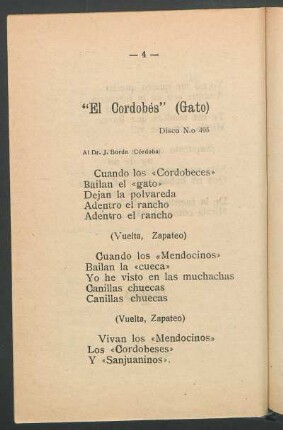 — 4 —
"El Cordobés" (Gato)
Disco N.o 405
Al Dr. J. Borda (Córdoba)
Cuando los «Cordobeces»
Bailan el «gato»
Dejan la polvareda
Adentro el rancho
Adentro el rancho
(Vuelta, Zapateo)
Cuando los «Mendocinos»
Bailan la «cueca»
Yo he visto en las muchachas
Canillas chuecas
Canillas chuecas
(Vuelta, Zapateo)
Vivan los «Mendocinos»
Los «Cordobeses»
Y «Sanjuaninos».